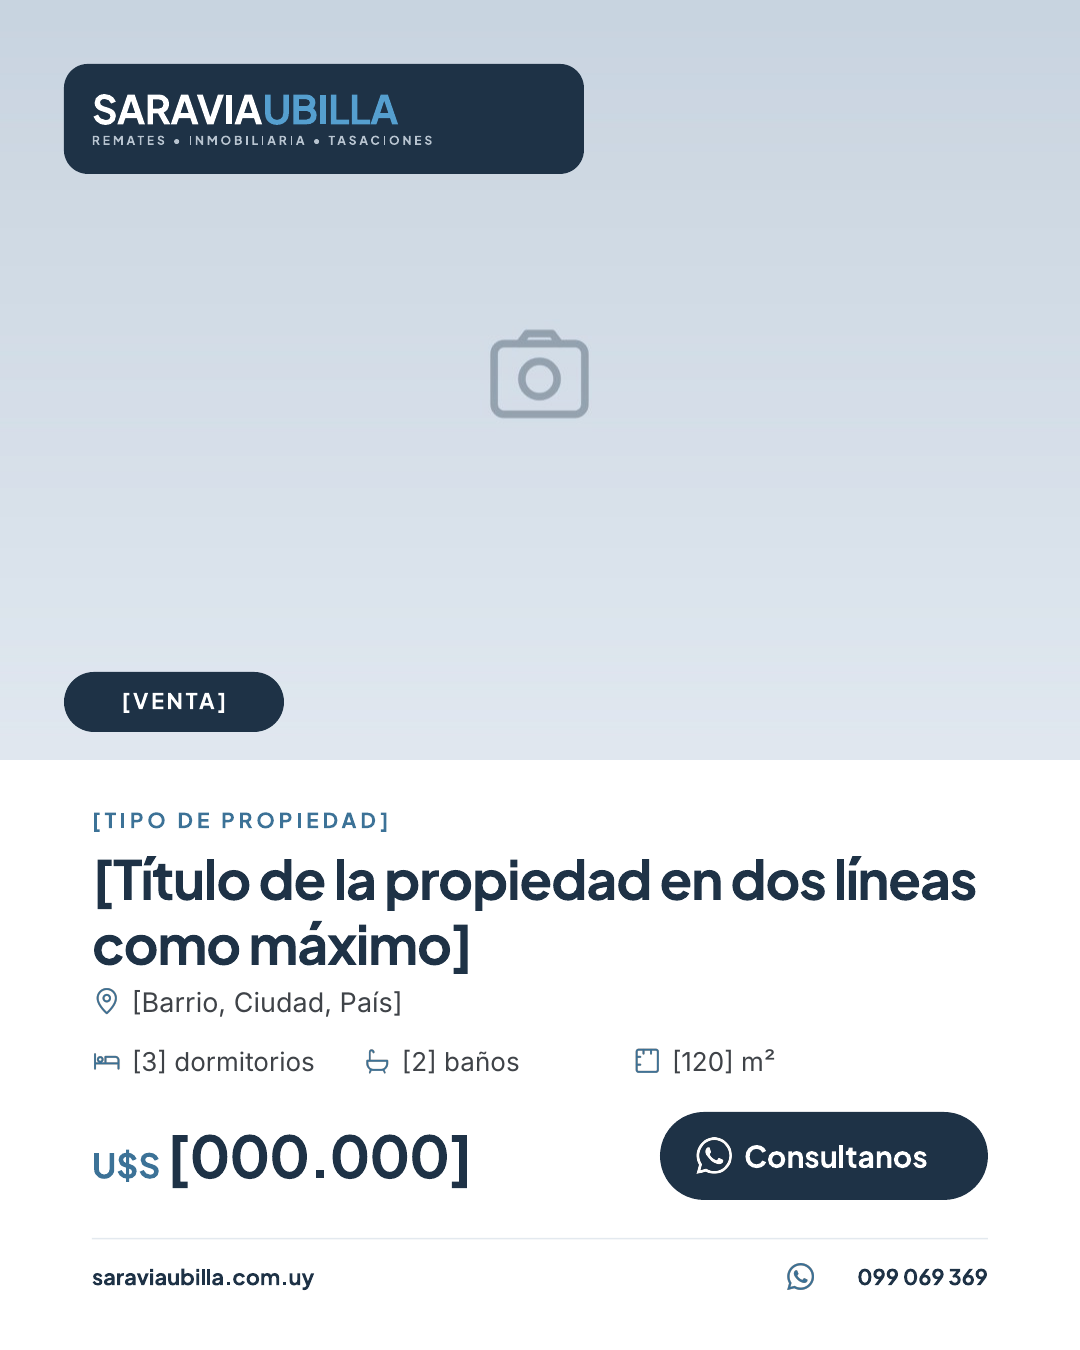 SARAVIAUBILLA
REMATES • INMOBILIARIA • TASACIONES
[VENTA]
[TIPO DE PROPIEDAD]
[Título de la propiedad en dos líneas
como máximo]
[Barrio, Ciudad, País]
[3] dormitorios [2] baños [120] m²
U$S [000.000]
Consultanos
saraviaubilla.com.uy 099 069 369